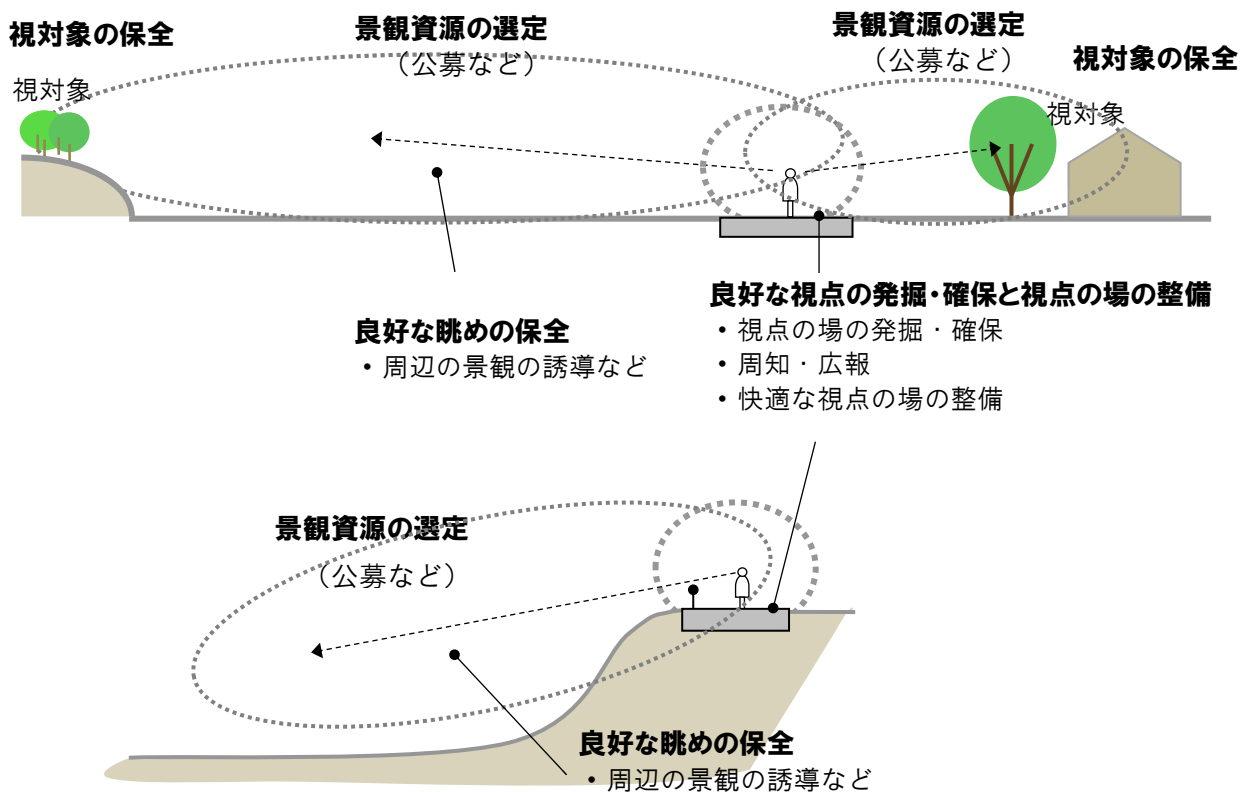 視対象の保全
視対象
景観資源の選定
（公募など）
景観資源の選定
（公募など）
視対象の保全
視対象
良好な眺めの保全
・周辺の景観の誘導など
良好な視点の発掘・確保と視点の場の整備
・視点の場の発掘・確保
・周知・広報
・快適な視点の場の整備
景観資源の選定
（公募など）
良好な眺めの保全
・周辺の景観の誘導など